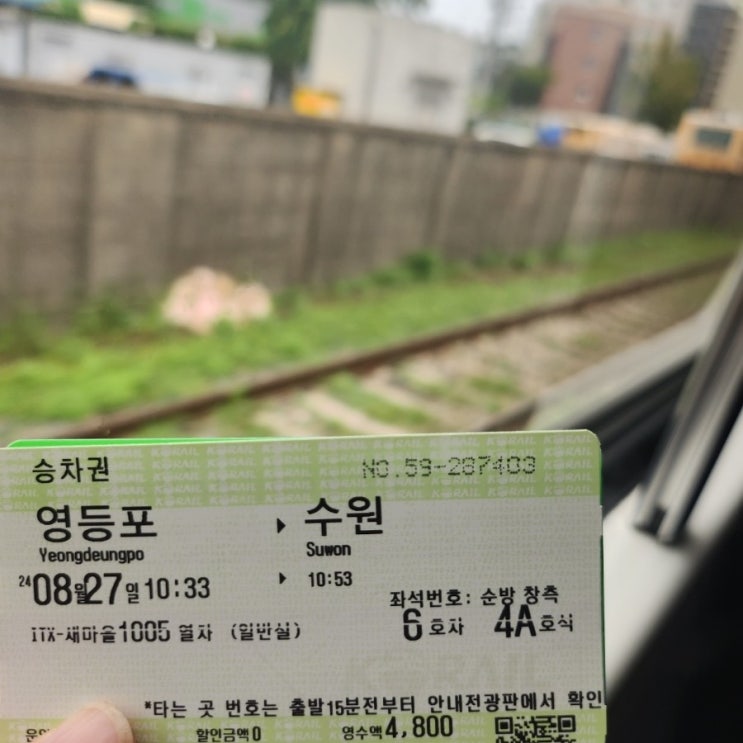 승차권 NO.59-287403
영등포 ▶ 수원
Yeongdeungpo Suwon
24 08월27일 10:33 ▶ 10:53
좌석번호: 순방 창측
ITX-새마을1005 열차 (일반실) 6호차 4A호석
*타는 곳 번호는 출발15분전부터 안내전광판에서 확인
할인금액0 영수액4,800